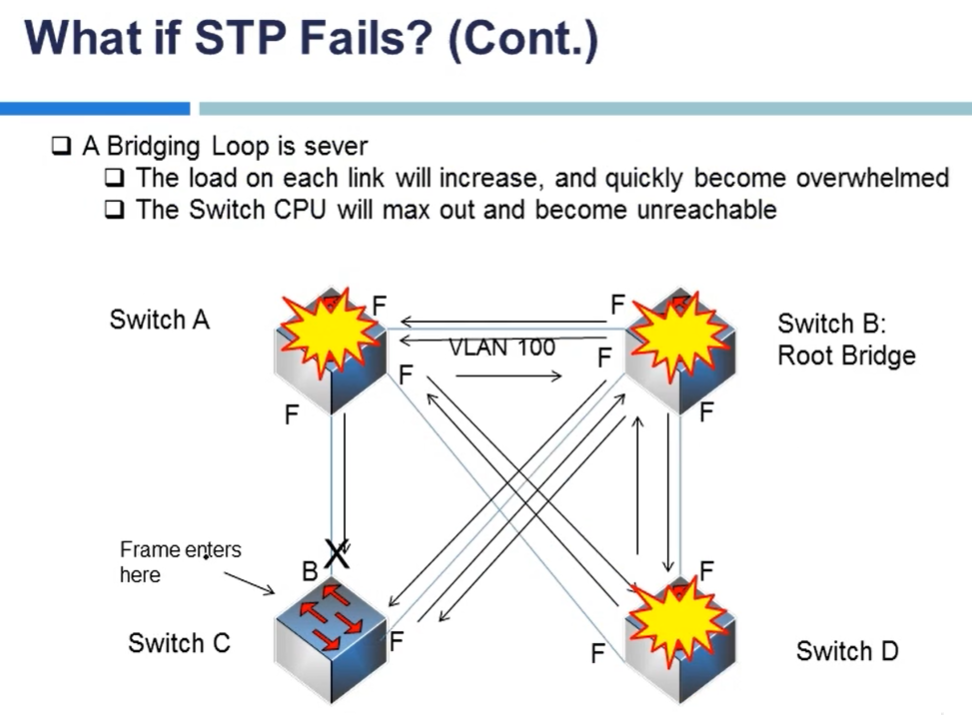 What if STP Fails? (Cont.)
A Bridging Loop is sever
The load on each link will increase, and quickly become overwhelmed
The Switch CPU will max out and become unreachable
Switch A
F
F
Switch B:
Root Bridge
VLAN 100
F
F
F
F
Frame enters
here
B
X
F
Switch C
F
F
Switch D